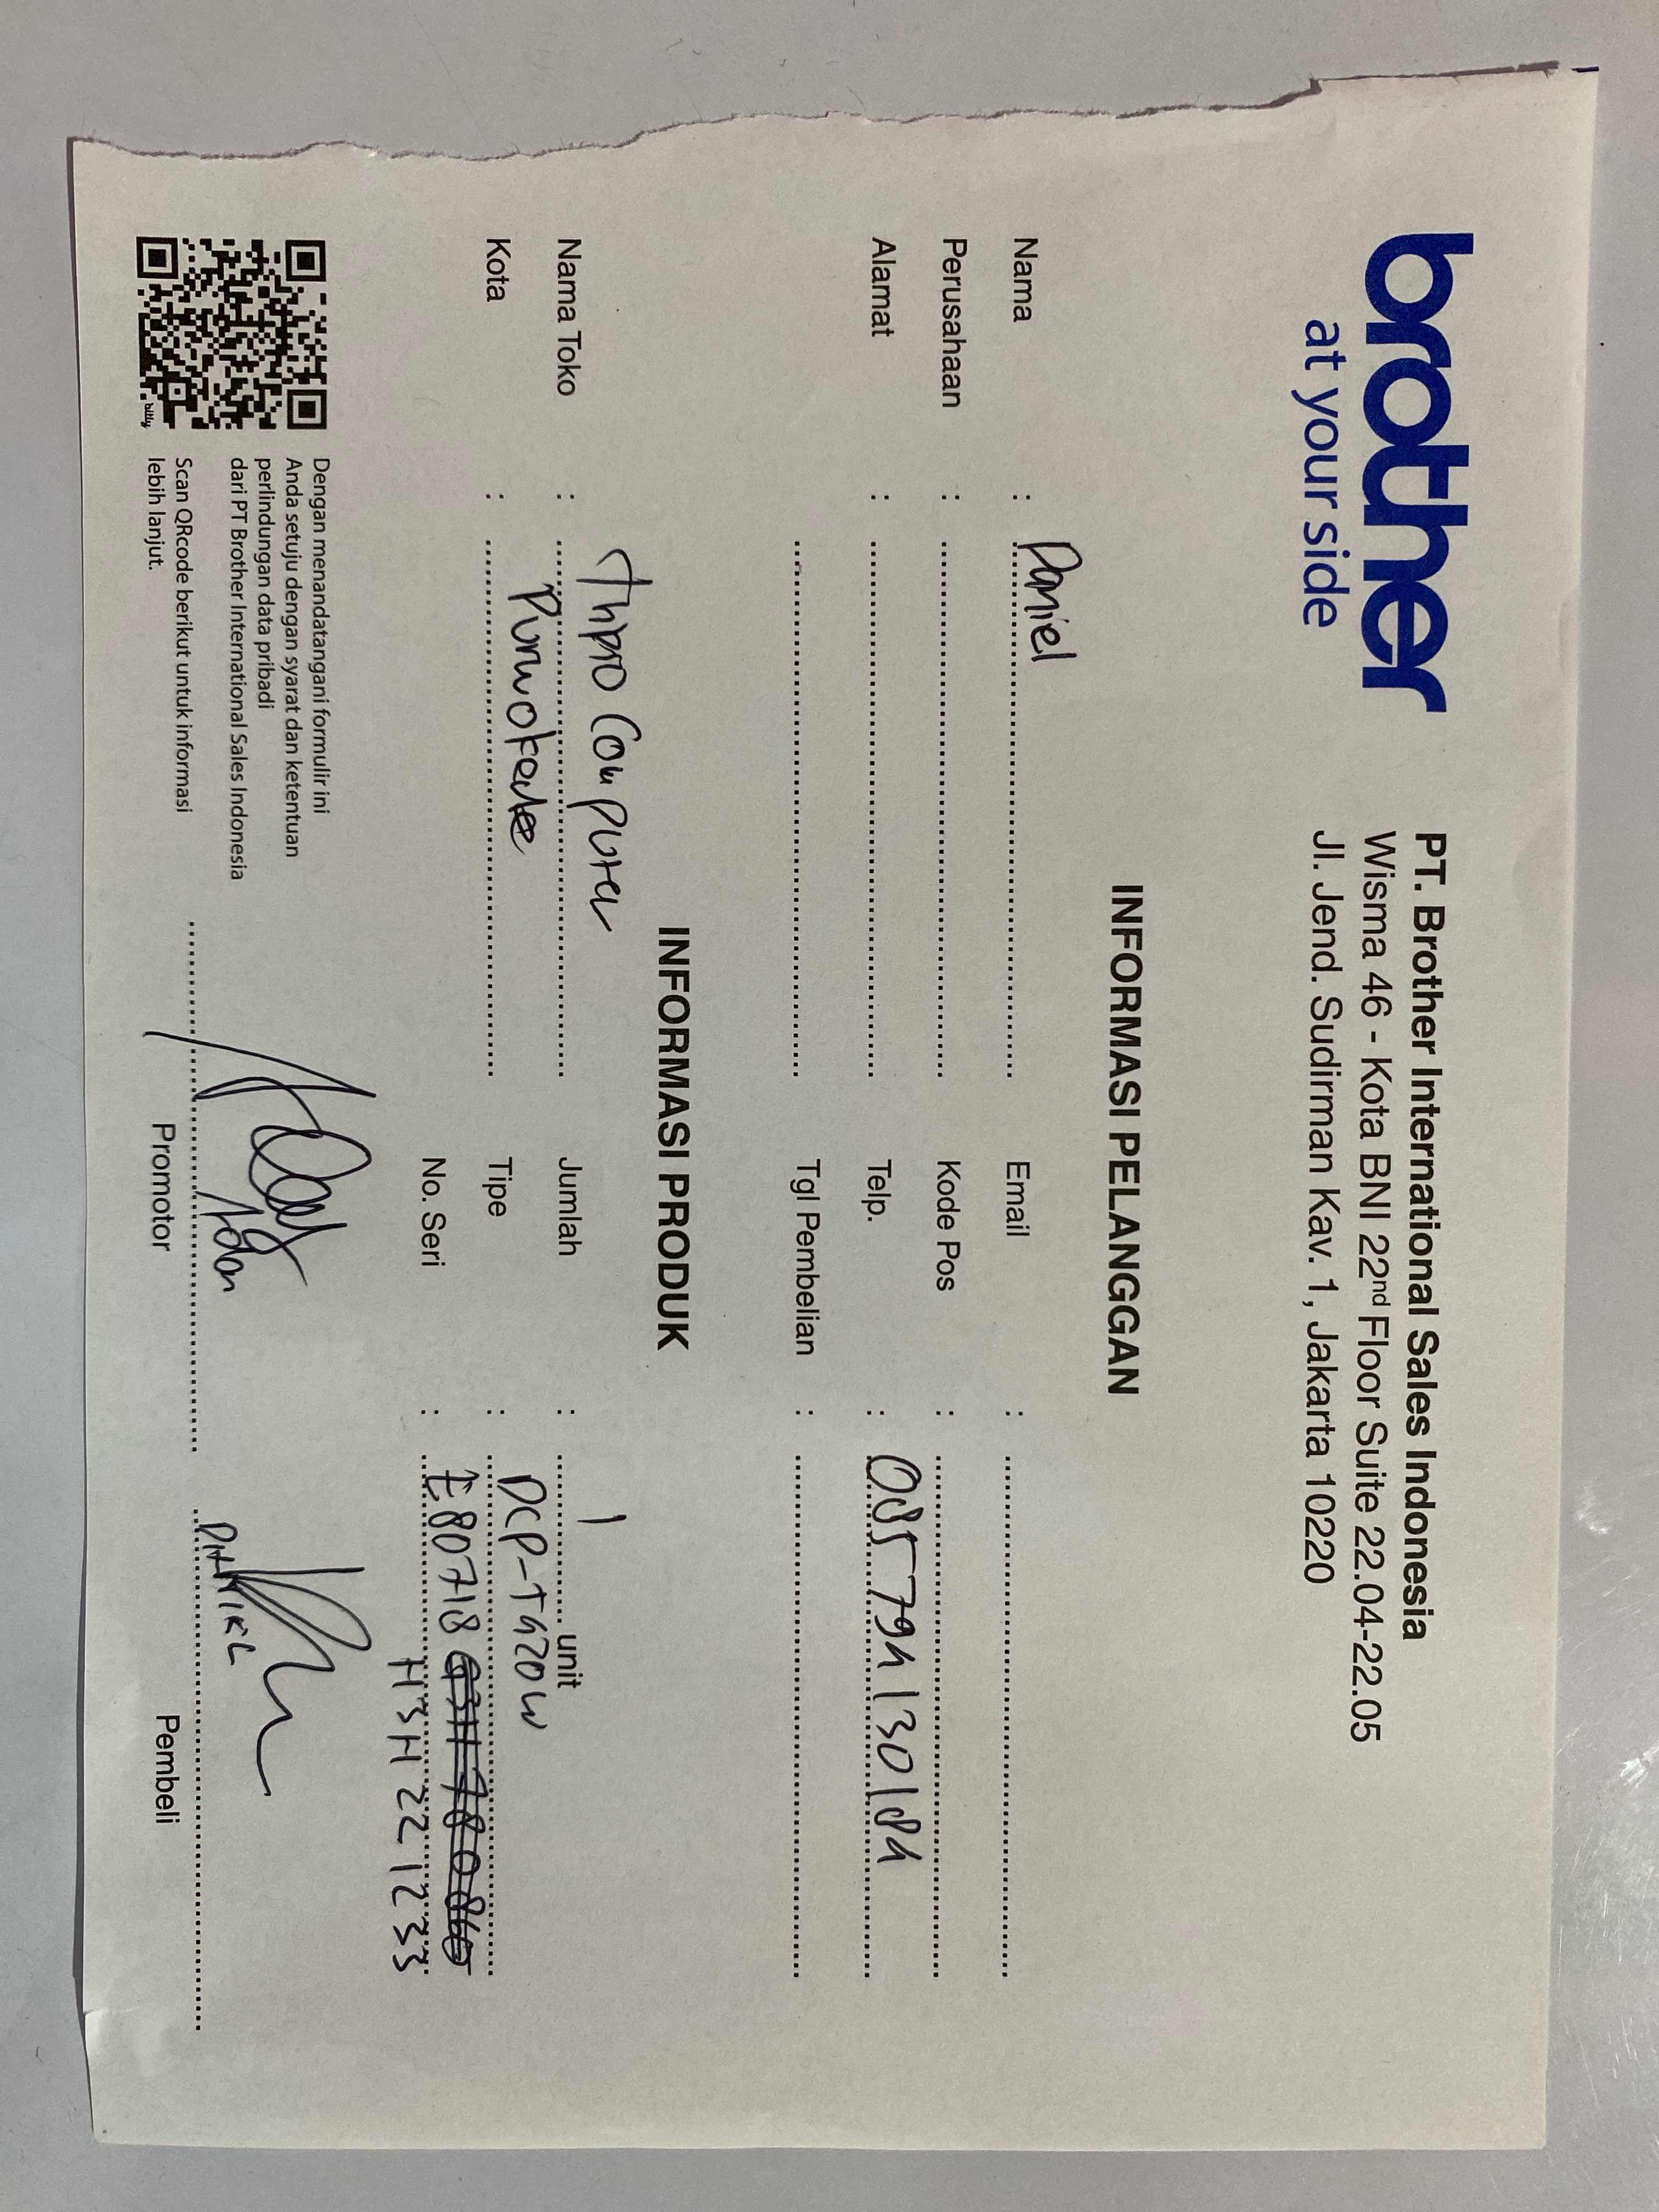 brother
at your side
PT. Brother International Sales Indonesia
Wisma 46 - Kota BNI 22nd Floor Suite 22.04-22.05
Jl. Jend. Sudirman Kav. 1, Jakarta 10220
INFORMASI PELANGGAN
Nama : Daniel
Email :
Perusahaan :
Kode Pos :
Alamat :
Telp. : 085794130184
Tgl Pembelian :
INFORMASI PRODUK
Nama Toko : Thpro Computer
Jumlah : 1 unit
Kota : Purwokerto
Tipe : DCP-T420W
No. Seri : E80718
H3H221233
Dengan menandatangani formulir ini
Anda setuju dengan syarat dan ketentuan
perlindungan data pribadi
dari PT Brother International Sales Indonesia
Scan QRcode berikut untuk informasi
lebih lanjut.
bitly
Promotor
Pembeli